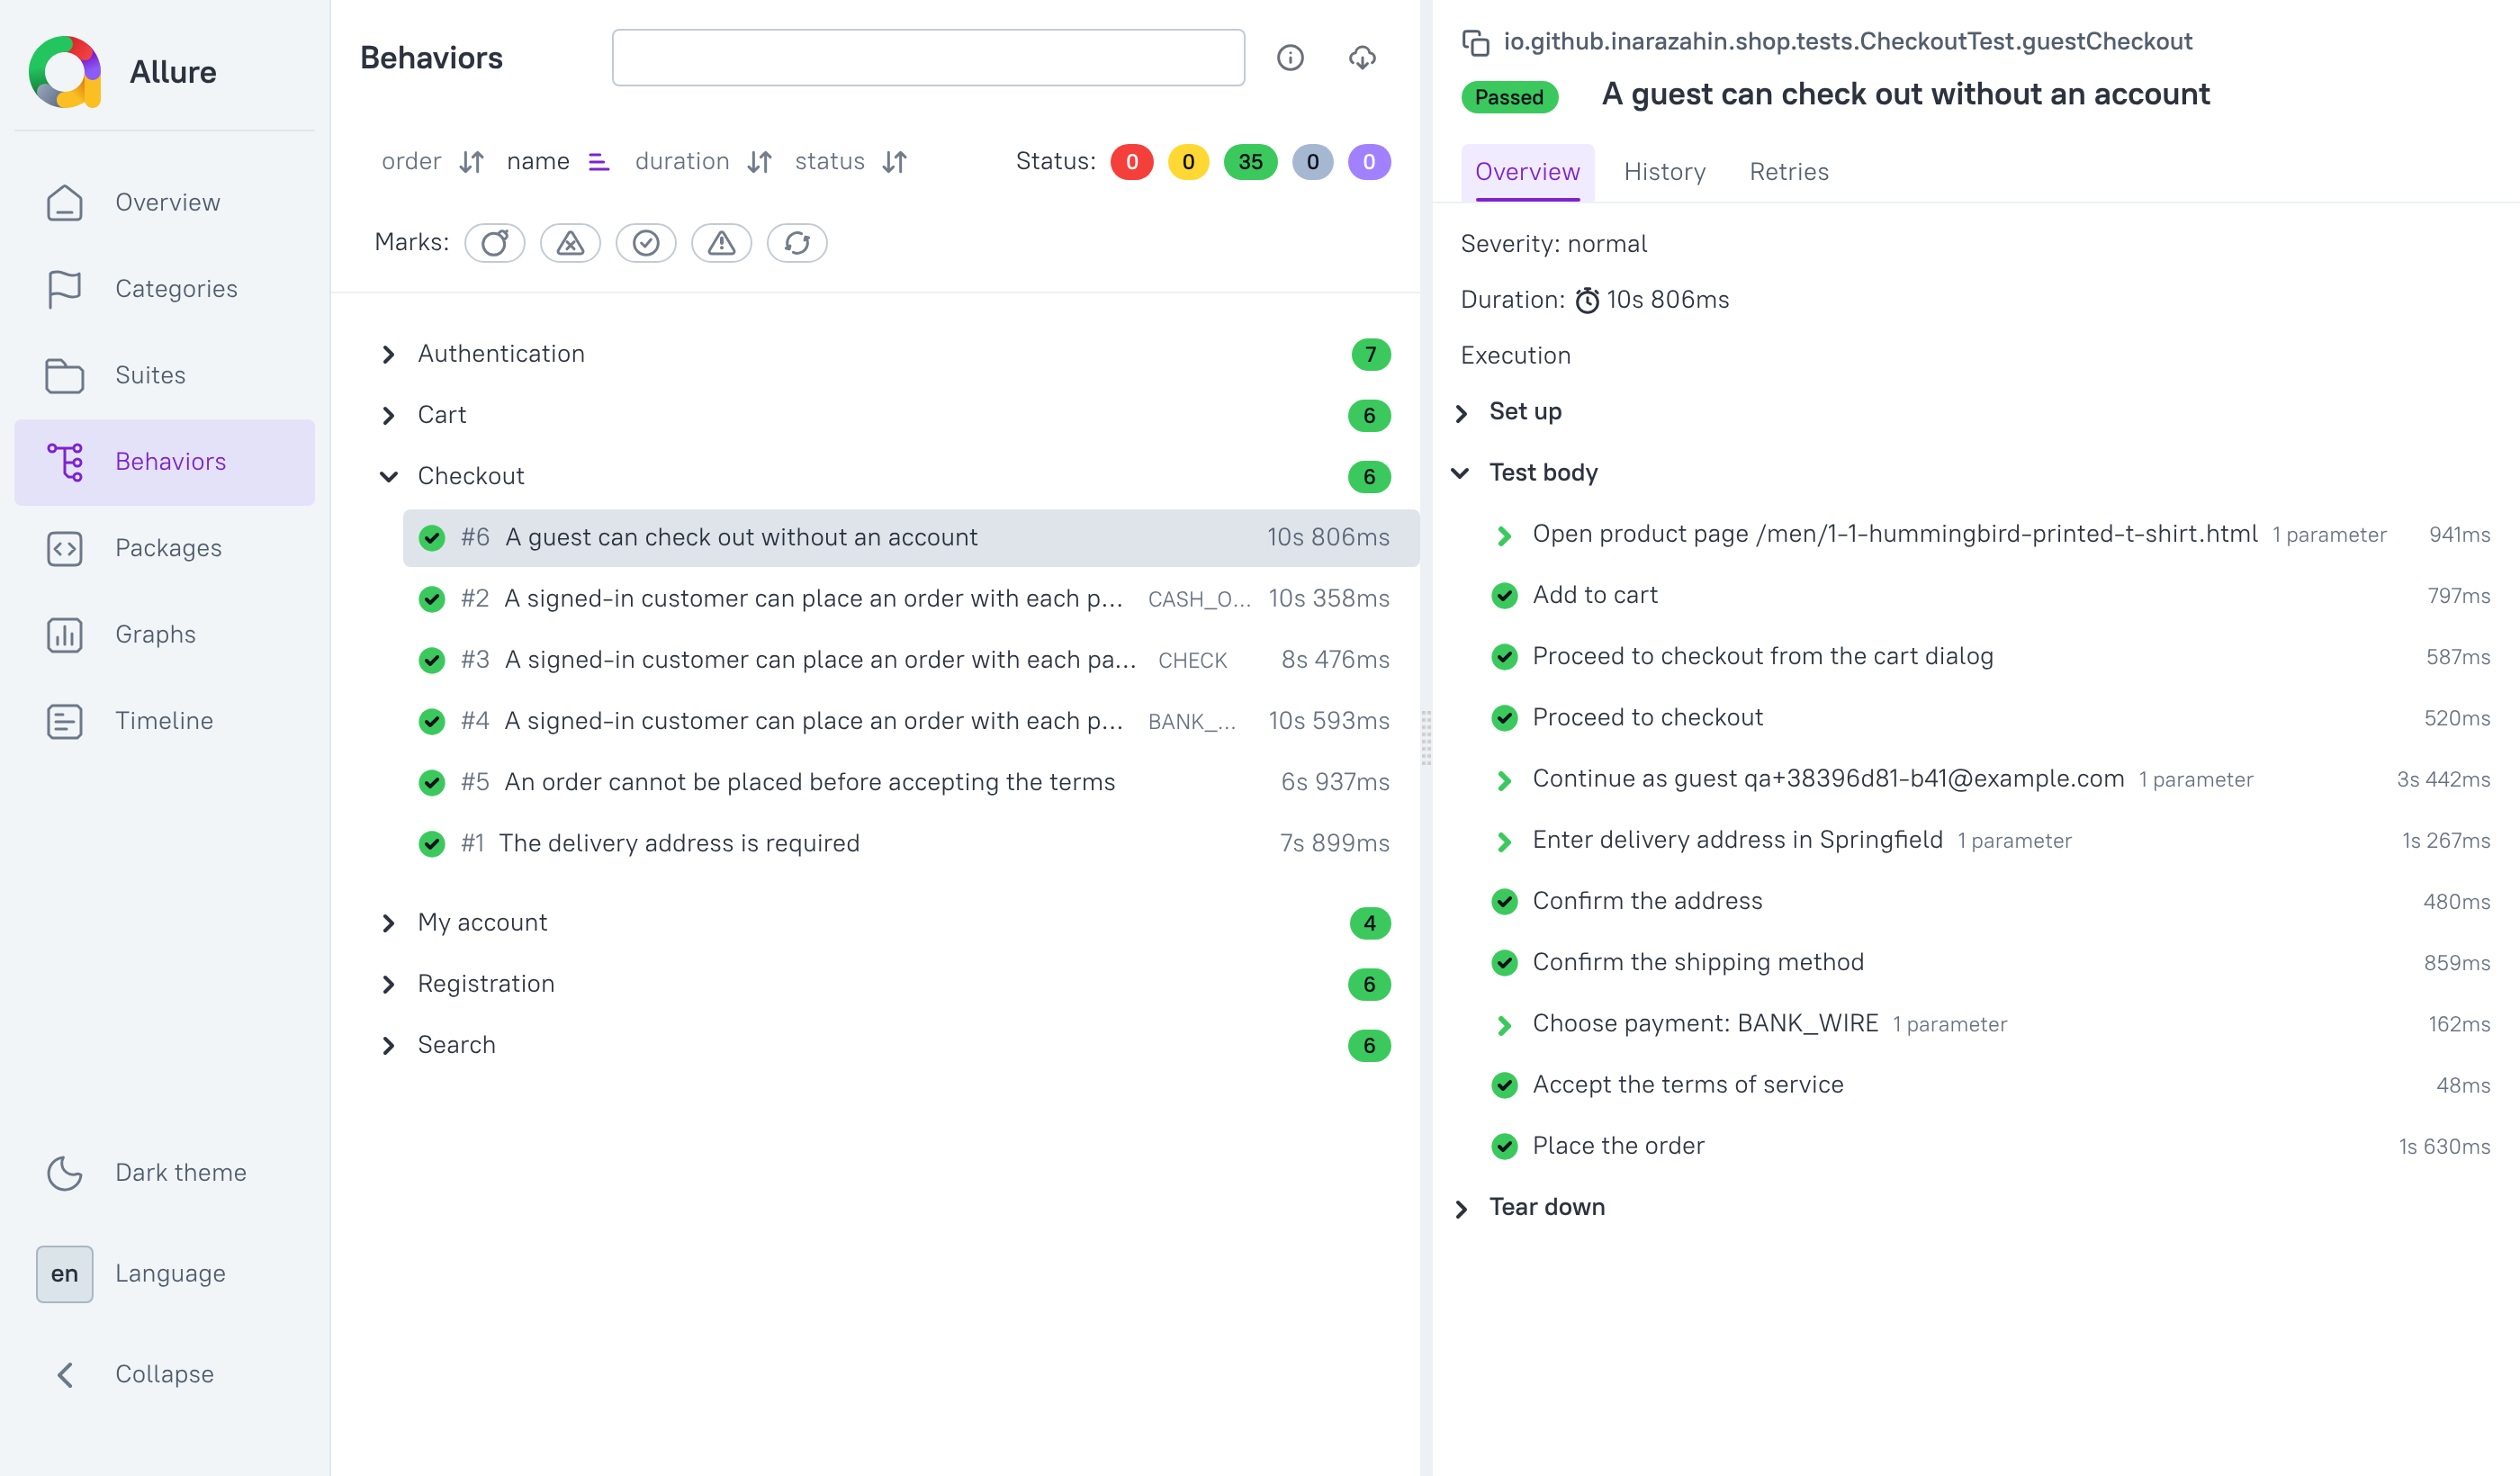 Allure
Overview
Categories
Suites
Behaviors
Packages
Graphs
Timeline
Dark theme
en Language
Collapse
Behaviors
order name duration status Status: 0 0 35 0 0
Marks:
Authentication 7
Cart 6
Checkout 6
#6 A guest can check out without an account 10s 806ms
#2 A signed-in customer can place an order with each p... CASH_O... 10s 358ms
#3 A signed-in customer can place an order with each pa... CHECK 8s 476ms
#4 A signed-in customer can place an order with each p... BANK_... 10s 593ms
#5 An order cannot be placed before accepting the terms 6s 937ms
#1 The delivery address is required 7s 899ms
My account 4
Registration 6
Search 6
io.github.inarazahin.shop.tests.CheckoutTest.guestCheckout
Passed A guest can check out without an account
Overview History Retries
Severity: normal
Duration: 10s 806ms
Execution
Set up
Test body
Open product page /men/1-1-hummingbird-printed-t-shirt.html 1 parameter 941ms
Add to cart 797ms
Proceed to checkout from the cart dialog 587ms
Proceed to checkout 520ms
Continue as guest qa+38396d81-b41@example.com 1 parameter 3s 442ms
Enter delivery address in Springfield 1 parameter 1s 267ms
Confirm the address 480ms
Confirm the shipping method 859ms
Choose payment: BANK_WIRE 1 parameter 162ms
Accept the terms of service 48ms
Place the order 1s 630ms
Tear down